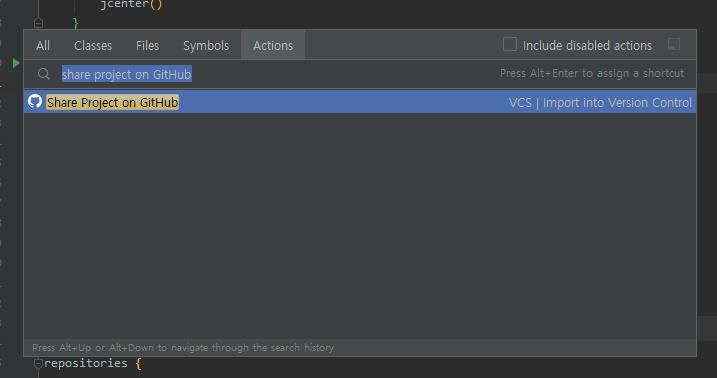 jcenter()
}
All Classes Files Symbols Actions Include disabled actions
share project on GitHub Press Alt+Enter to assign a shortcut
Share Project on GitHub VCS | Import into Version Control
Press Alt+Up or Alt+Down to navigate through the search history
repositories {